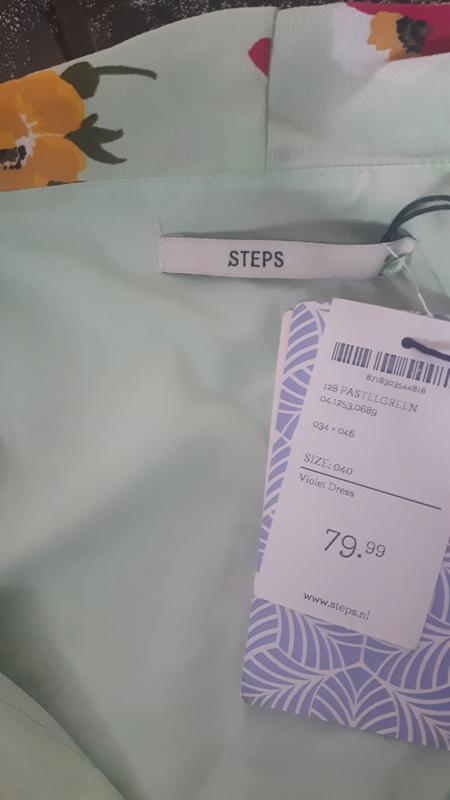 STEPS
8718303544818
128 PASTELGREEN
04.1253.0689
034 > 046
SIZE: 040
Violet Dress
79.99
www.steps.nl